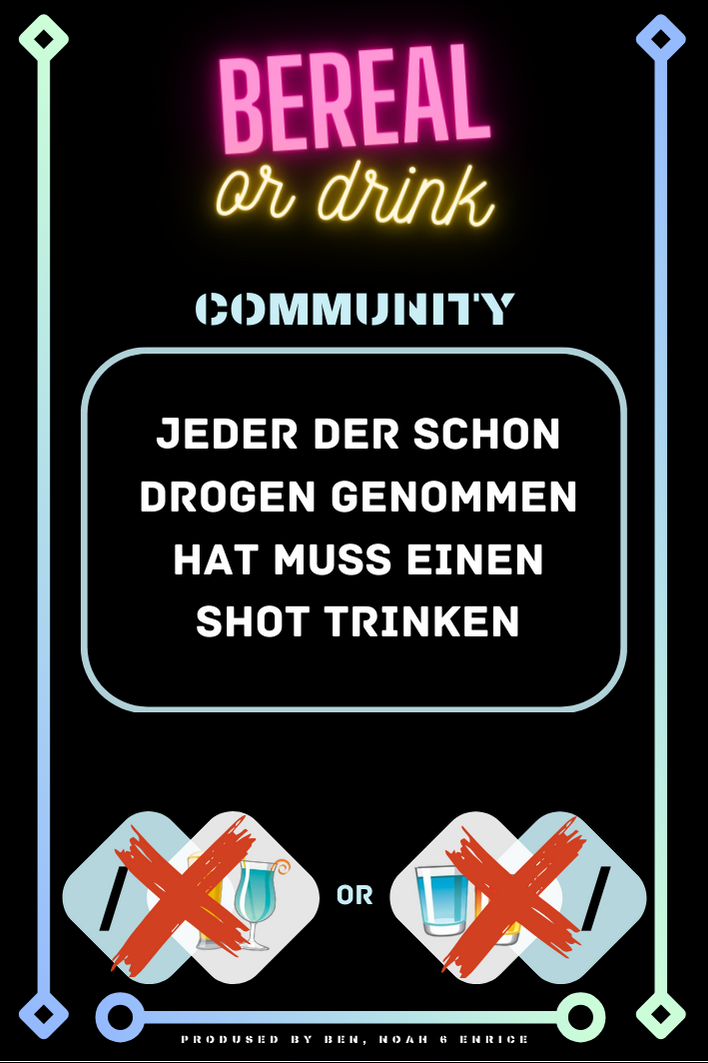 BEREAL
or drink
COMMUNITY
JEDER DER SCHON
DROGEN GENOMMEN
HAT MUSS EINEN
SHOT TRINKEN
/ OR /
PRODUSED BY BEN, NOAH & ENRICE